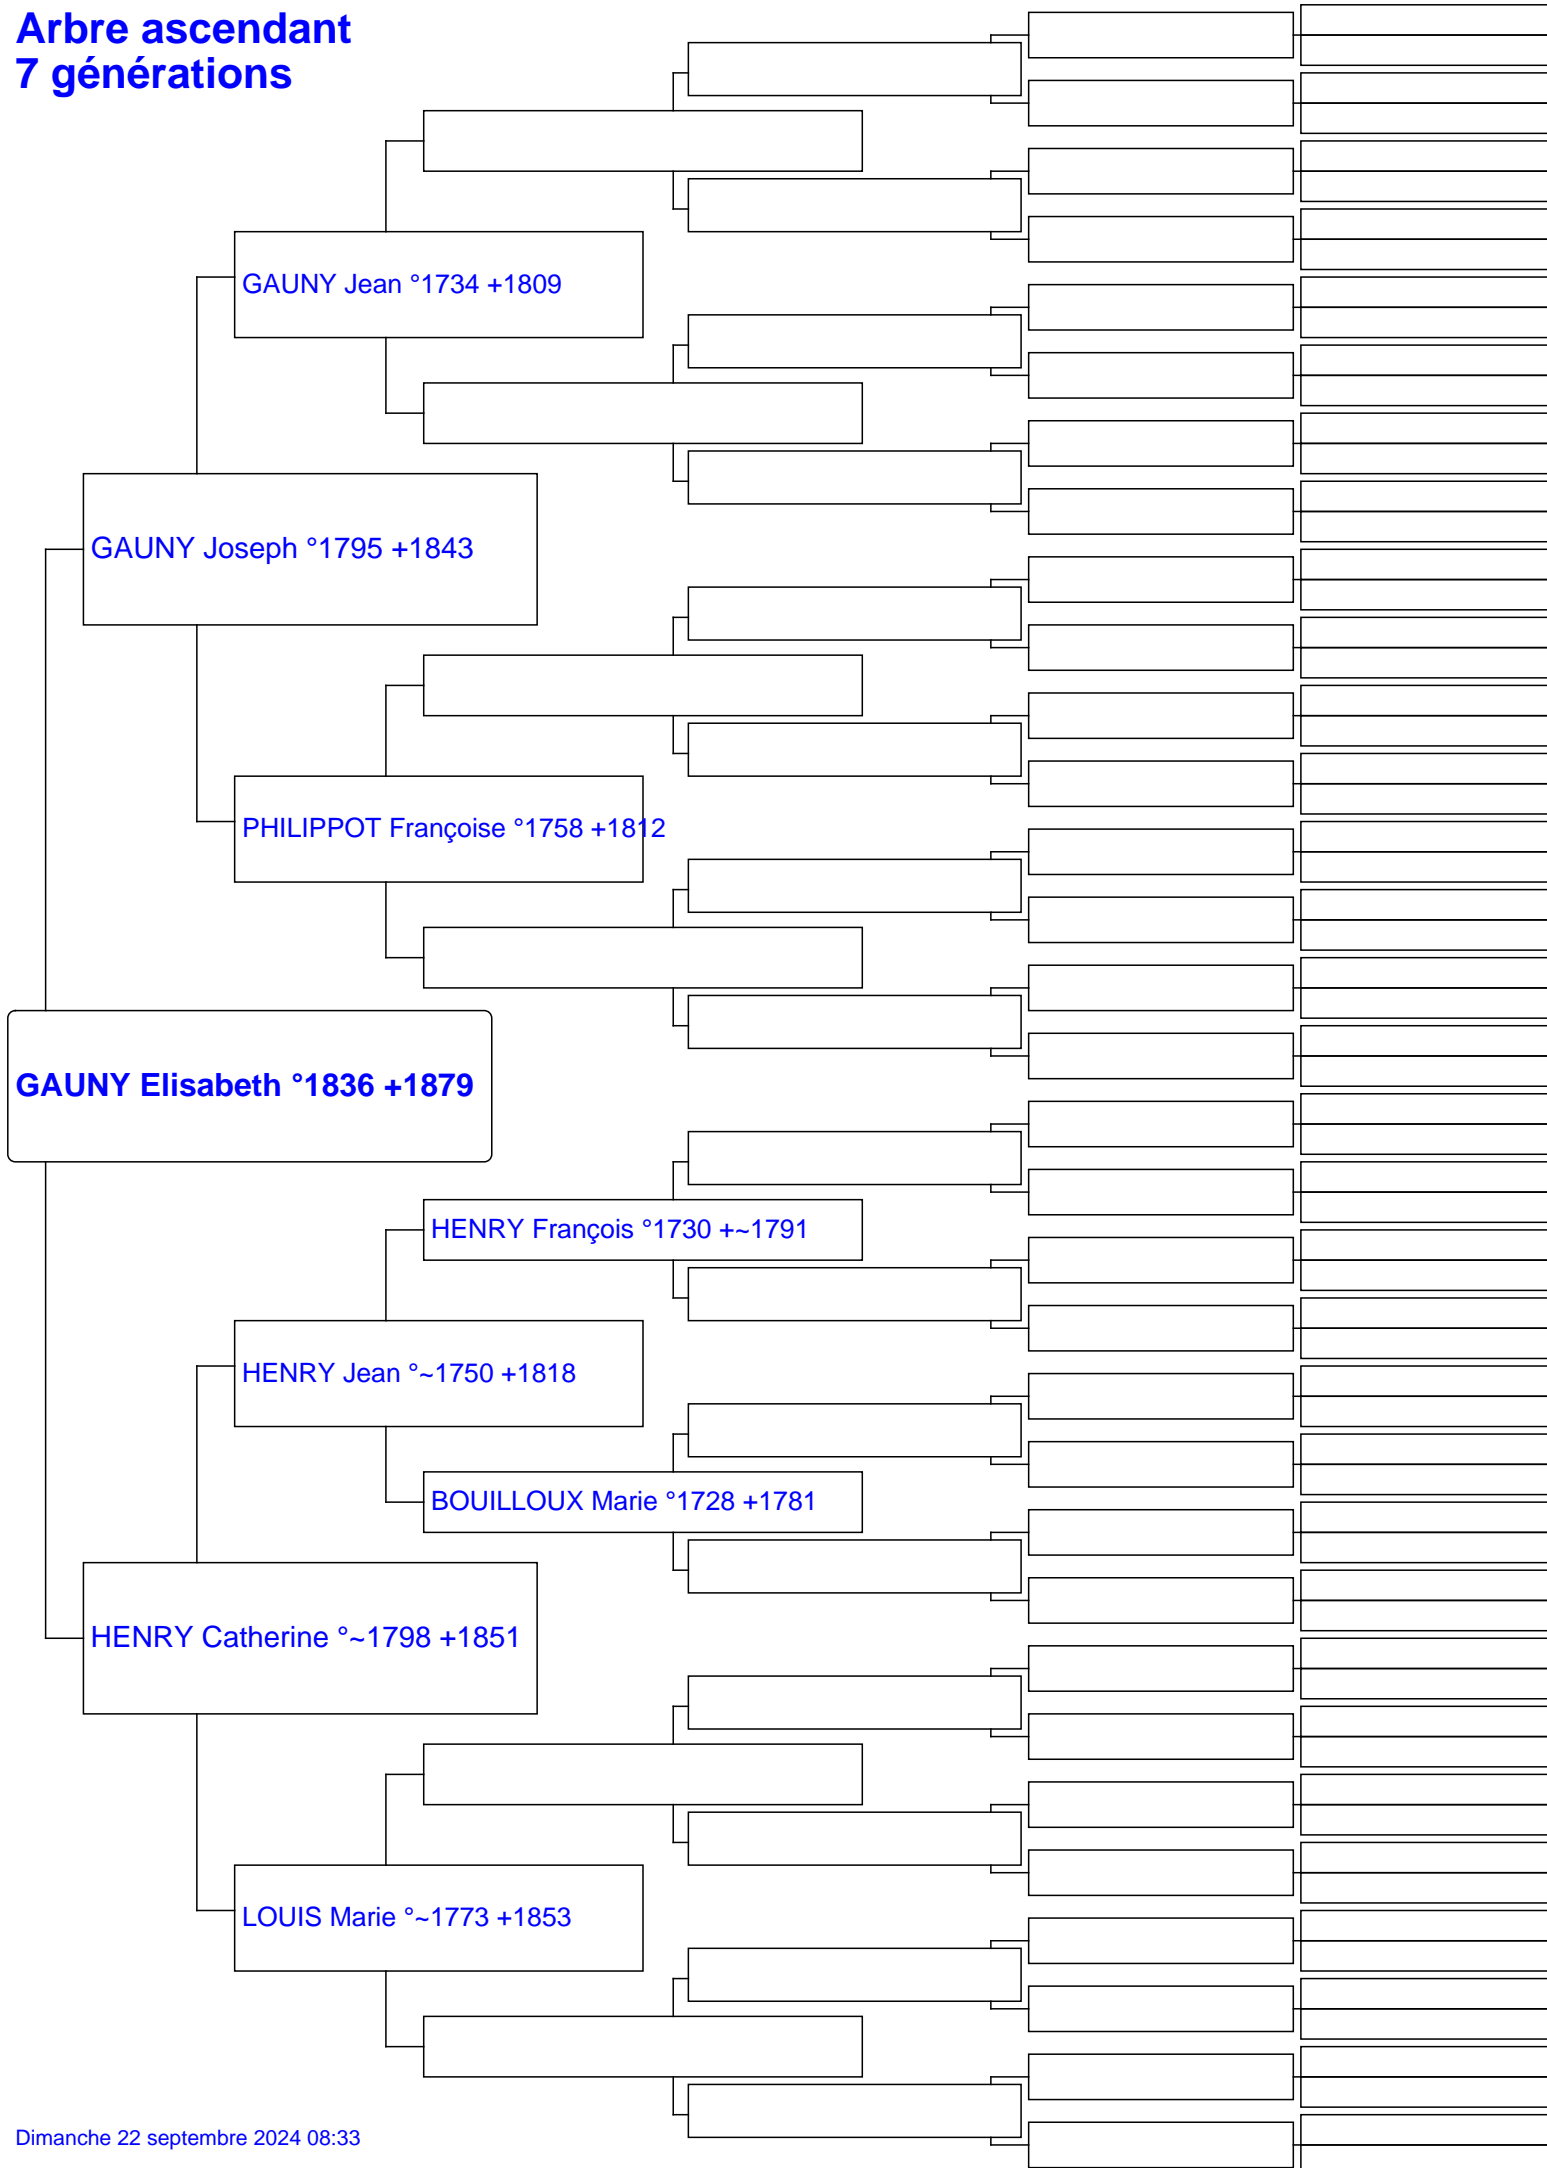 Arbre ascendant
7 générations
GAUNY Jean °1734 +1809
GAUNY Joseph °1795 +1843
PHILIPPOT Françoise °1758 +1812
GAUNY Elisabeth °1836 +1879
HENRY François °1730 +~1791
HENRY Jean °~1750 +1818
BOUILLOUX Marie °1728 +1781
HENRY Catherine °~1798 +1851
LOUIS Marie °~1773 +1853
Dimanche 22 septembre 2024 08:33